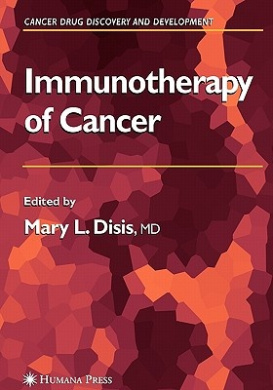 CANCER DRUG DISCOVERY AND DEVELOPMENT
Immunotherapy
of Cancer
Edited by
Mary L. Disis, MD
HUMANA PRESS